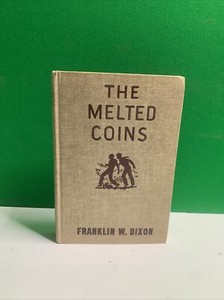 THE
MELTED
COINS
FRANKLIN W. DIXON